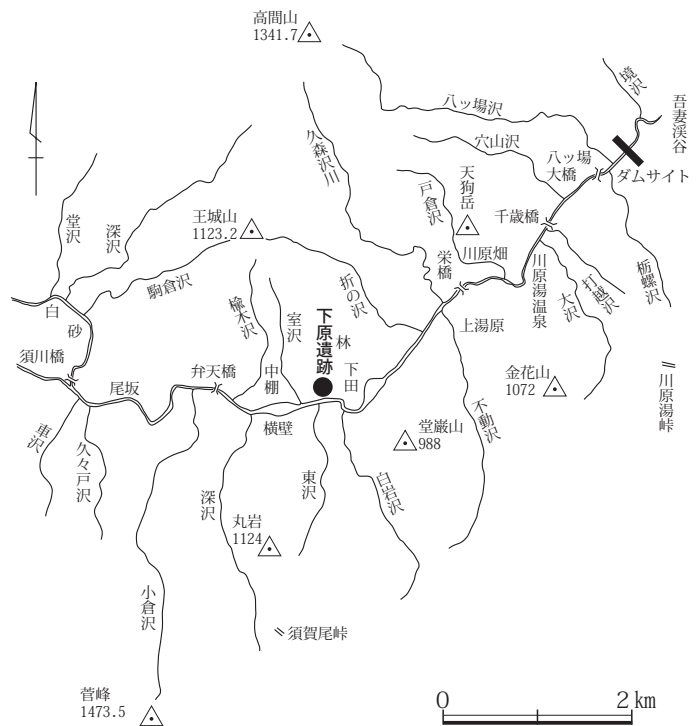 高間山
1341.7
境沢
吾妻渓谷
八ッ場沢
穴山沢
八ッ場
大橋
ダムサイト
久森沢川
天狗岳
戸倉沢
千歳橋
王城山
1123.2
堂沢
深沢
駒倉沢
折の沢
栄橋
川原畑
川原湯温泉
打越沢
大沢
栃螺沢
白
砂
楡木沢
室沢
下原遺跡
林
下田
上湯原
須川橋
尾坂
弁天橋
中棚
横壁
金花山
1072
川原湯峠
車沢
久々戸沢
深沢
東沢
堂巌山
988
白岩沢
不動沢
丸岩
1124
小倉沢
須賀尾峠
菅峰
1473.5
0
2km